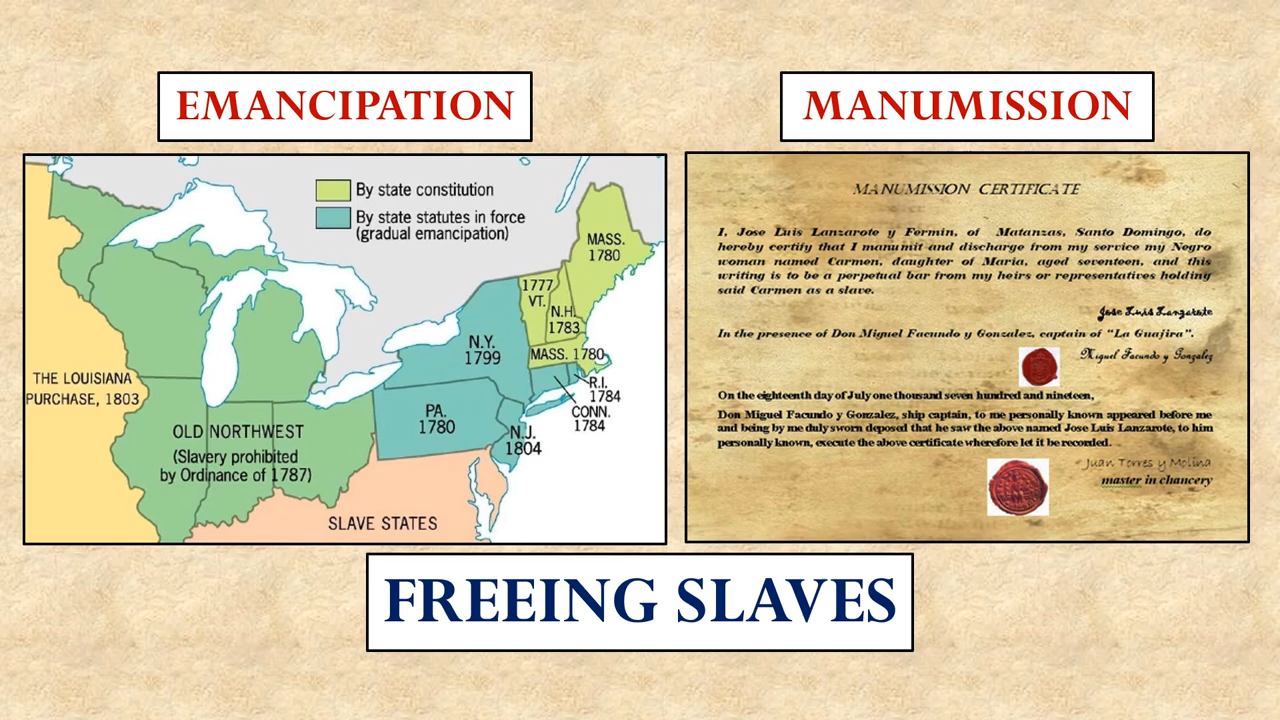 EMANCIPATION
MANUMISSION
By state constitution
By state statutes in force
(gradual emancipation)
MASS.
1780
1777
VT.
N.H.
1783
N.Y.
1799
MASS. 1780
R.I.
1784
CONN.
1784
PA.
1780
N.J.
1804
THE LOUISIANA
PURCHASE, 1803
OLD NORTHWEST
(Slavery prohibited
by Ordinance of 1787)
SLAVE STATES
MANUMISSION CERTIFICATE
I, Jose Luis Lanzarote y Fermin, of Matanzas, Santo Domingo, do
hereby certify that I manumit and discharge from my service my Negro
woman named Carmen, daughter of Maria, aged seventeen, and this
writing is to be a perpetual bar from my heirs or representatives holding
said Carmen as a slave.
Jose Luis Lanzarote
In the presence of Don Miguel Facundo y Gonzalez, captain of "La Guajira".
Miguel Facundo y Gonzalez
On the eighteenth day of July one thousand seven hundred and nineteen,
Don Miguel Facundo y Gonzalez, ship captain, to me personally known appeared before me
and being by me duly sworn deposed that he saw the above named Jose Luis Lanzarote, to him
personally known, execute the above certificate wherefore let it be recorded.
Juan Torres y Molina
master in chancery
FREEING SLAVES